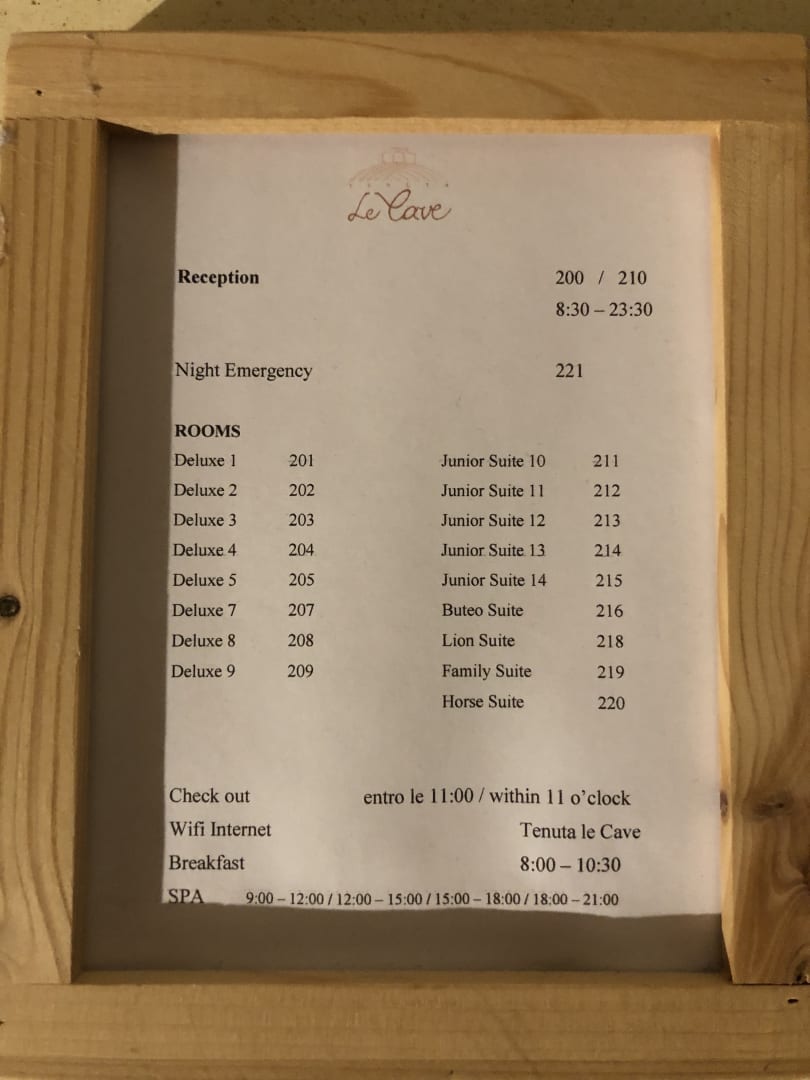 TENUTA
Le Cave
Reception 200 / 210
8:30 – 23:30
Night Emergency 221
ROOMS
Deluxe 1 201 Junior Suite 10 211
Deluxe 2 202 Junior Suite 11 212
Deluxe 3 203 Junior Suite 12 213
Deluxe 4 204 Junior Suite 13 214
Deluxe 5 205 Junior Suite 14 215
Deluxe 7 207 Buteo Suite 216
Deluxe 8 208 Lion Suite 218
Deluxe 9 209 Family Suite 219
Horse Suite 220
Check out entro le 11:00 / within 11 o’clock
Wifi Internet Tenuta le Cave
Breakfast 8:00 – 10:30
SPA 9:00 – 12:00 / 12:00 – 15:00 / 15:00 – 18:00 / 18:00 – 21:00